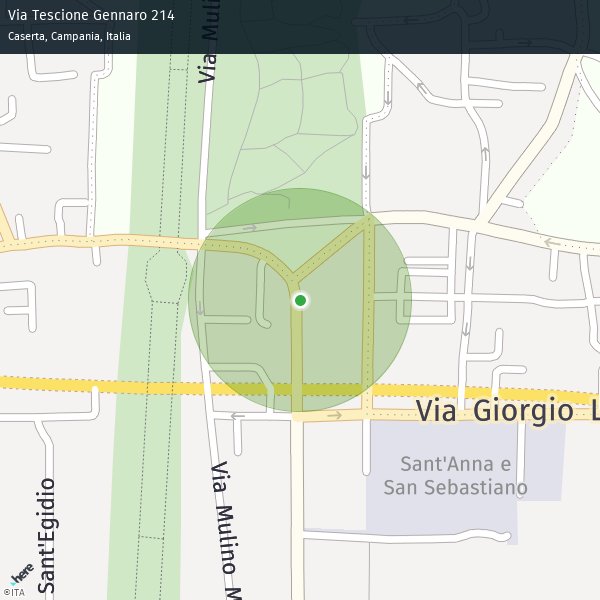 Via Tescione Gennaro 214
Caserta, Campania, Italia
Via Muli
Via Giorgio L
Sant'Anna e
San Sebastiano
Via Mulino M
Sant'Egidio
here
©ITA